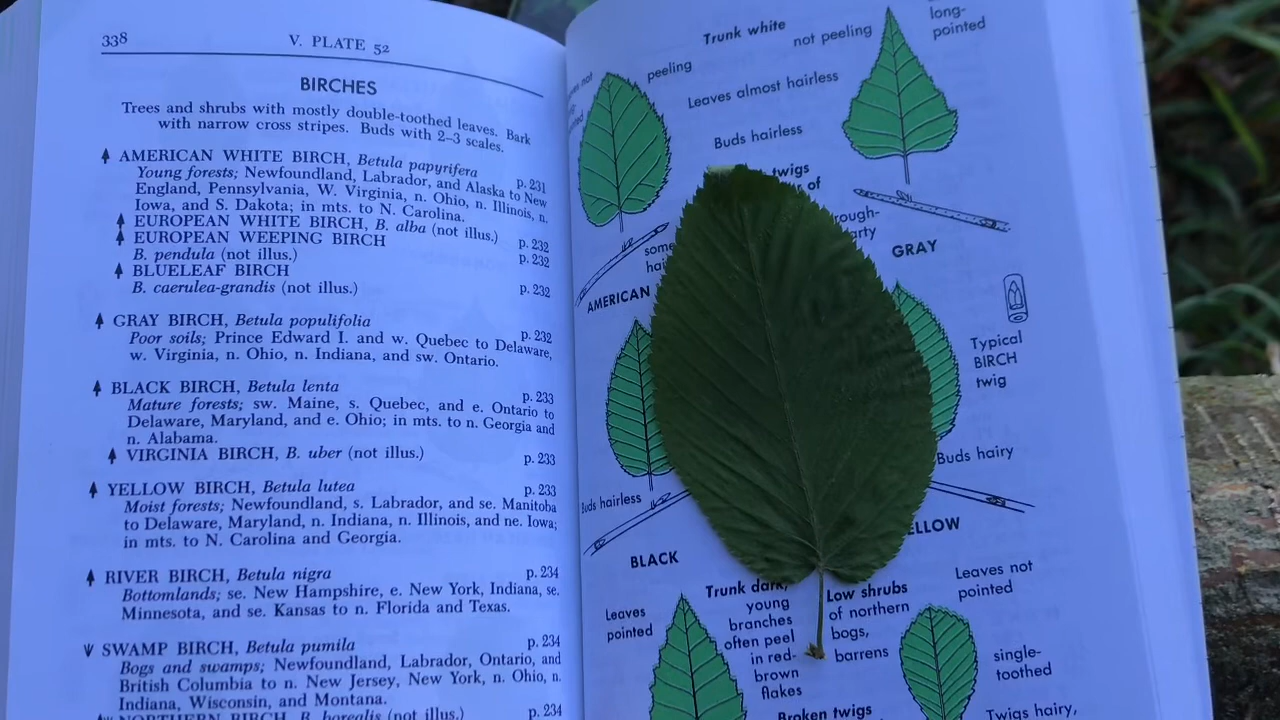 338
V. PLATE 52
BIRCHES
Trees and shrubs with mostly double-toothed leaves. Bark
with narrow cross stripes. Buds with 2–3 scales.
AMERICAN WHITE BIRCH, Betula papyrifera p. 231
Young forests; Newfoundland, Labrador, and Alaska to New
England, Pennsylvania, W. Virginia, n. Ohio, n. Illinois, n.
Iowa, and S. Dakota; in mts. to N. Carolina.
EUROPEAN WHITE BIRCH, B. alba (not illus.) p. 232
EUROPEAN WEEPING BIRCH
B. pendula (not illus.) p. 232
BLUELEAF BIRCH
B. caerulea-grandis (not illus.) p. 232
GRAY BIRCH, Betula populifolia p. 232
Poor soils; Prince Edward I. and w. Quebec to Delaware,
w. Virginia, n. Ohio, n. Indiana, and sw. Ontario.
BLACK BIRCH, Betula lenta p. 233
Mature forests; sw. Maine, s. Quebec, and e. Ontario to
Delaware, Maryland, and e. Ohio; in mts. to n. Georgia and
n. Alabama.
VIRGINIA BIRCH, B. uber (not illus.) p. 233
YELLOW BIRCH, Betula lutea p. 233
Moist forests; Newfoundland, s. Labrador, and se. Manitoba
to Delaware, Maryland, n. Indiana, n. Illinois, and ne. Iowa;
in mts. to N. Carolina and Georgia.
RIVER BIRCH, Betula nigra p. 234
Bottomlands; se. New Hampshire, e. New York, Indiana, se.
Minnesota, and se. Kansas to n. Florida and Texas.
SWAMP BIRCH, Betula pumila p. 234
Bogs and swamps; Newfoundland, Labrador, Ontario, and
British Columbia to n. New Jersey, New York, n. Ohio, n.
Indiana, Wisconsin, and Montana.
NORTHERN BIRCH, B. borealis (not illus.) p. 234
Trunk white
peeling
not peeling
long-
pointed
Leaves almost hairless
Buds hairless
twigs
of
AMERICAN
GRAY
Typical
BIRCH
twig
Buds hairless
Buds hairy
BLACK
Leaves
pointed
Trunk dark,
young
branches
often peel
in red-
brown
flakes
Low shrubs
of northern
bogs,
barrens
Leaves not
pointed
single-
toothed
Broken twigs
Twigs hairy,